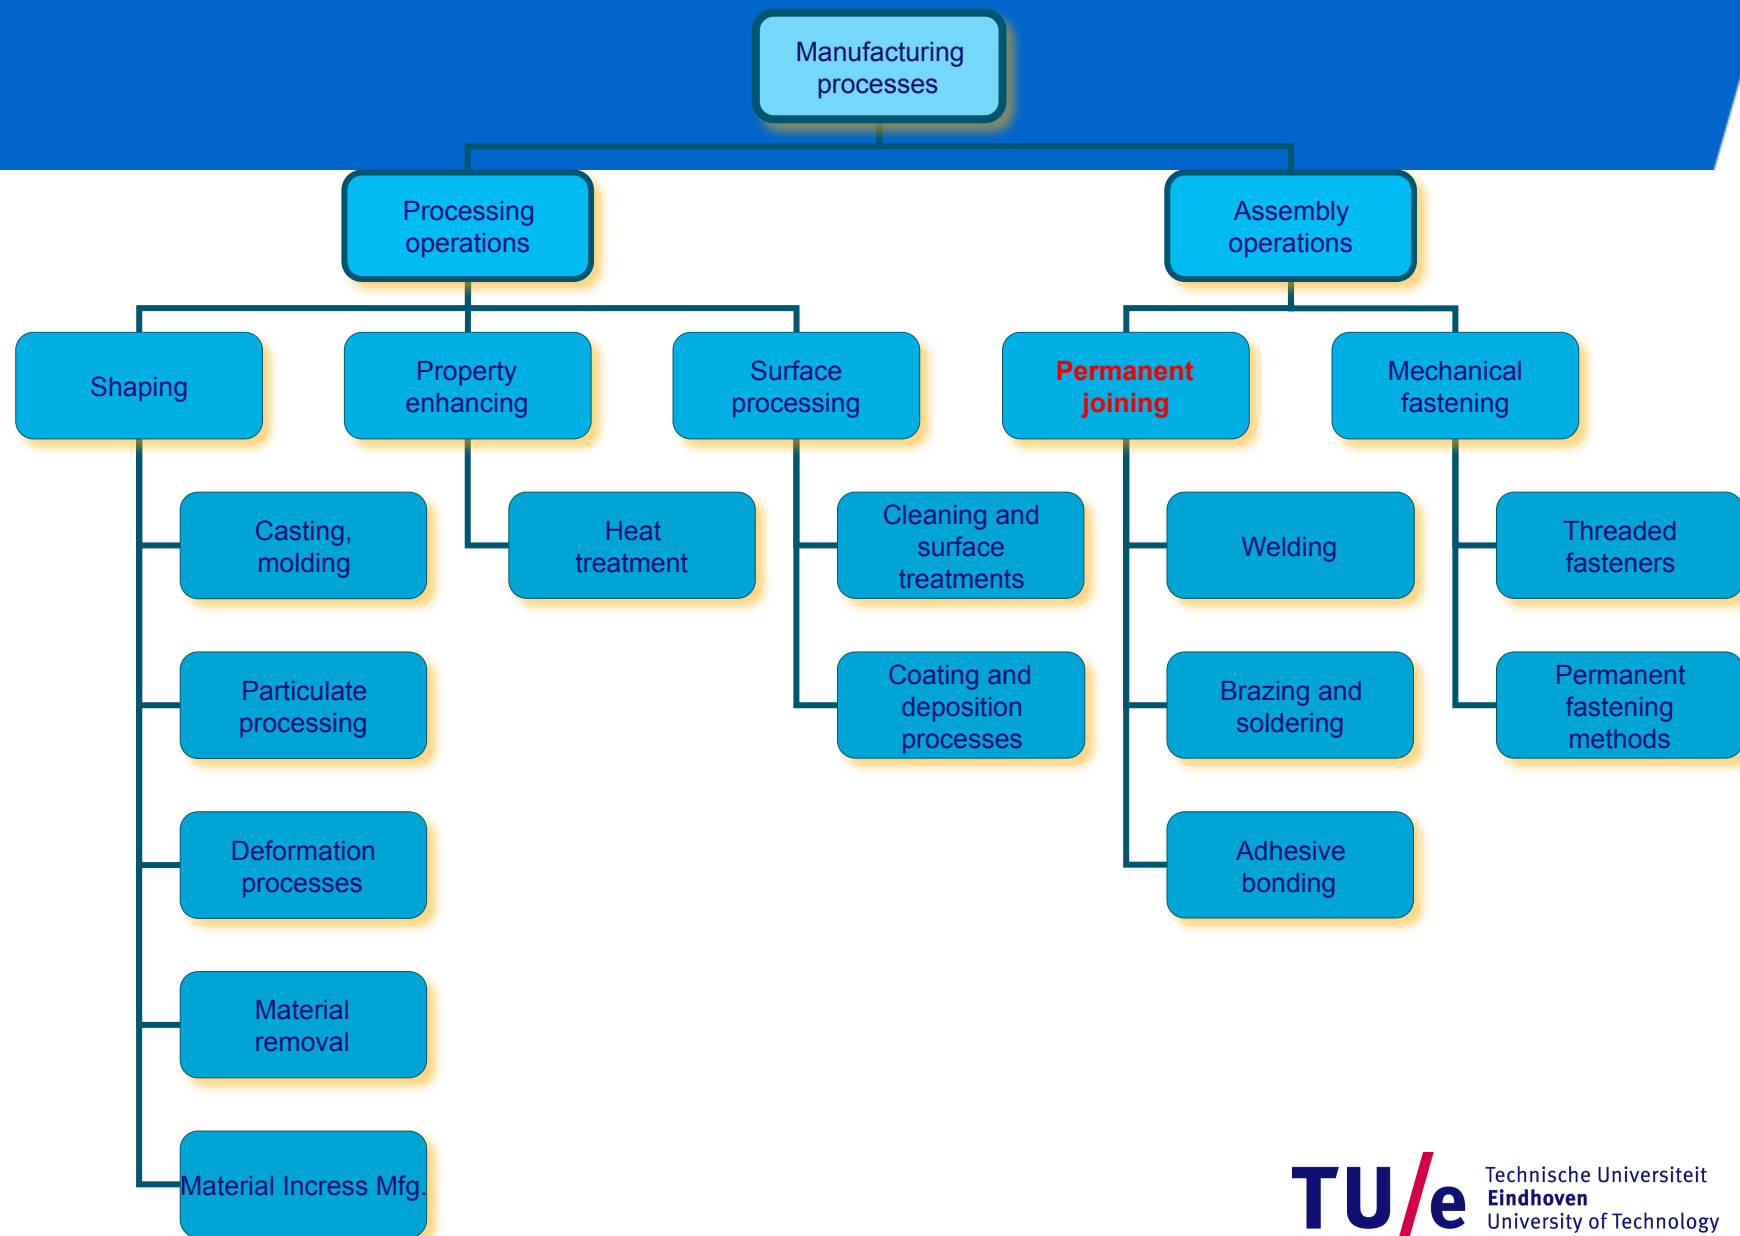 Manufacturing
processes
Processing
operations
Assembly
operations
Shaping
Property
enhancing
Surface
processing
Permanent
joining
Mechanical
fastening
Casting,
molding
Heat
treatment
Cleaning and
surface
treatments
Welding
Threaded
fasteners
Particulate
processing
Coating and
deposition
processes
Brazing and
soldering
Permanent
fastening
methods
Deformation
processes
Adhesive
bonding
Material
removal
Material Incress Mfg.
TU/e
Technische Universiteit
Eindhoven
University of Technology